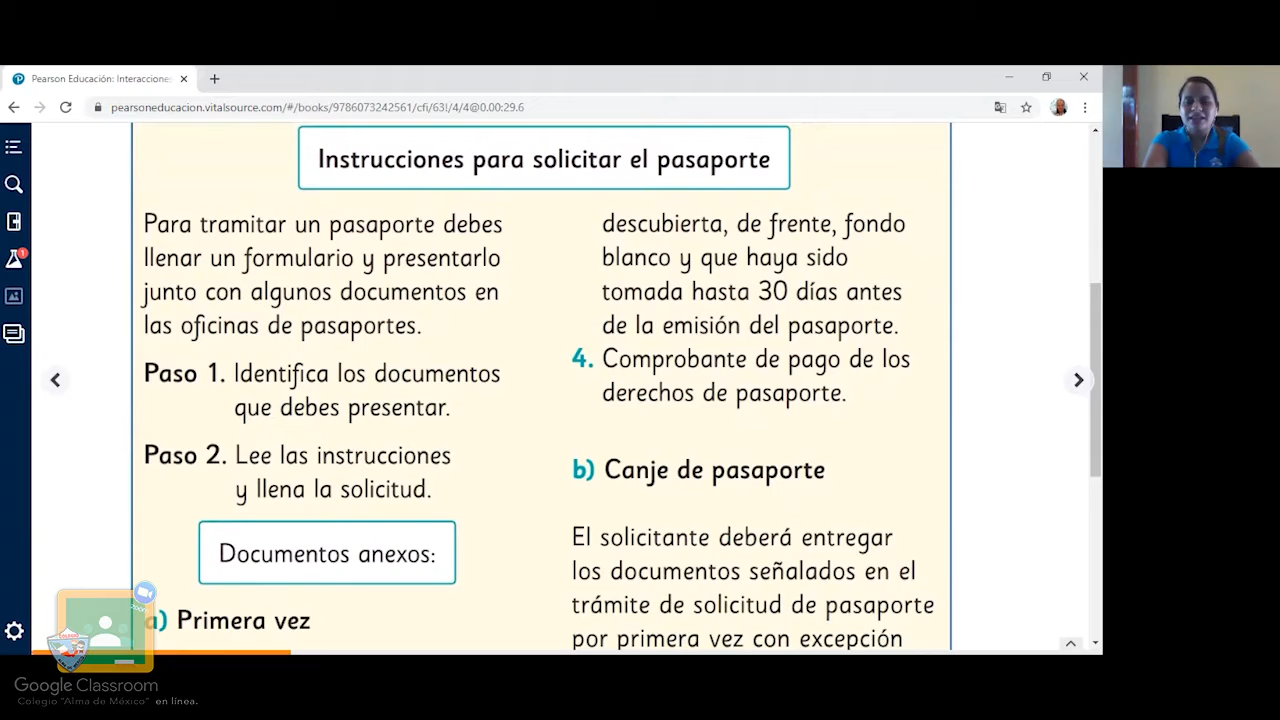 Pearson Educación: Interacciones
pearsoneducacion.vitalsource.com/#/books/9786073242561/cfi/63!/4/4@0.00:29.6
Instrucciones para solicitar el pasaporte
Para tramitar un pasaporte debes
llenar un formulario y presentarlo
junto con algunos documentos en
las oficinas de pasaportes.
Paso 1. Identifica los documentos
que debes presentar.
Paso 2. Lee las instrucciones
y llena la solicitud.
Documentos anexos:
a) Primera vez
descubierta, de frente, fondo
blanco y que haya sido
tomada hasta 30 días antes
de la emisión del pasaporte.
4. Comprobante de pago de los
derechos de pasaporte.
b) Canje de pasaporte
El solicitante deberá entregar
los documentos señalados en el
trámite de solicitud de pasaporte
por primera vez con excepción
1
Google Classroom
Colegio "Alma de México" en línea.